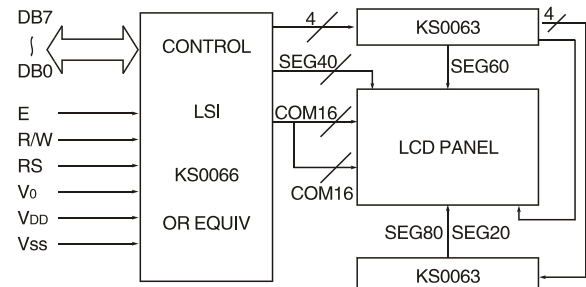 DB7
DB0
E
R/W
RS
V0
VDD
VSS
CONTROL
LSI
KS0066
OR EQUIV
4
SEG40
COM16
COM16
KS0063
4
SEG60
LCD PANEL
SEG80 SEG20
KS0063